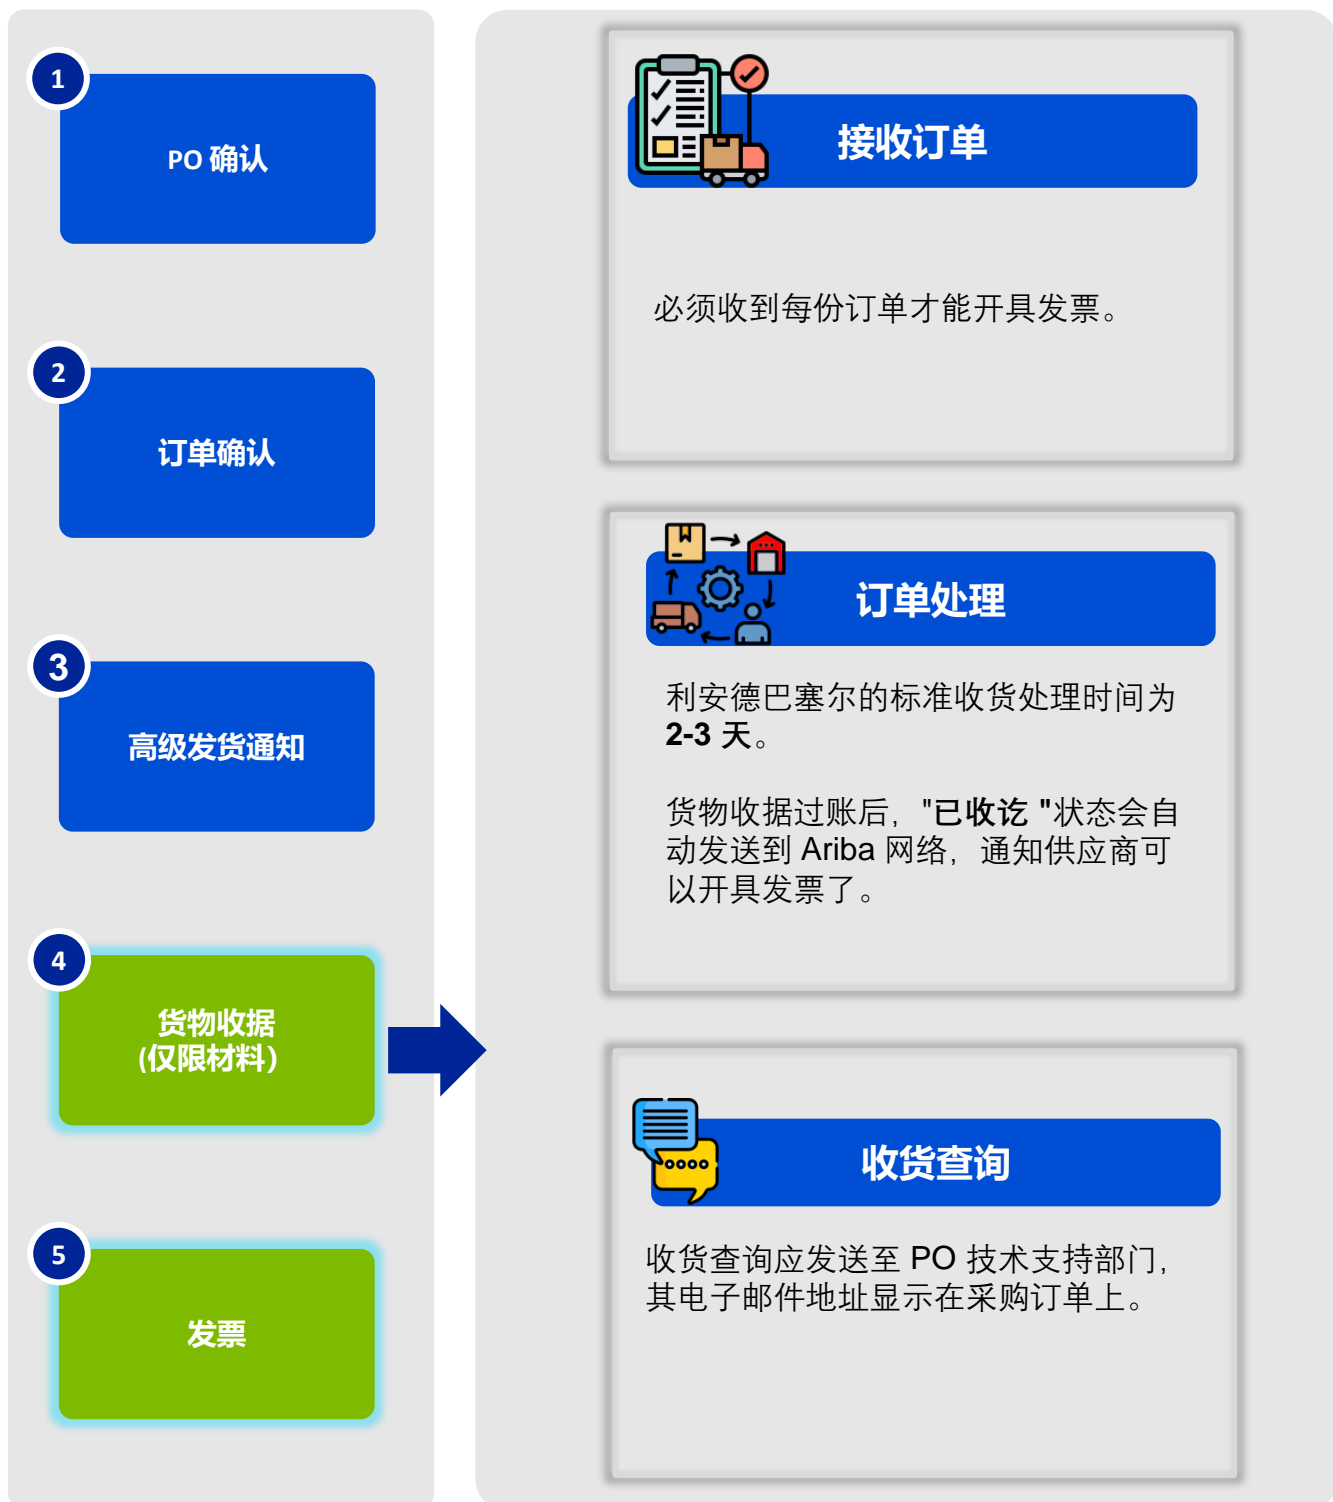 1
PO 确认
2
订单确认
3
高级发货通知
4
货物收据
(仅限材料）
5
发票
接收订单
必须收到每份订单才能开具发票。
订单处理
利安德巴塞尔的标准收货处理时间为
2-3 天。
货物收据过账后，"已收讫 "状态会自
动发送到 Ariba 网络，通知供应商可
以开具发票了。
收货查询
收货查询应发送至 PO 技术支持部门，
其电子邮件地址显示在采购订单上。